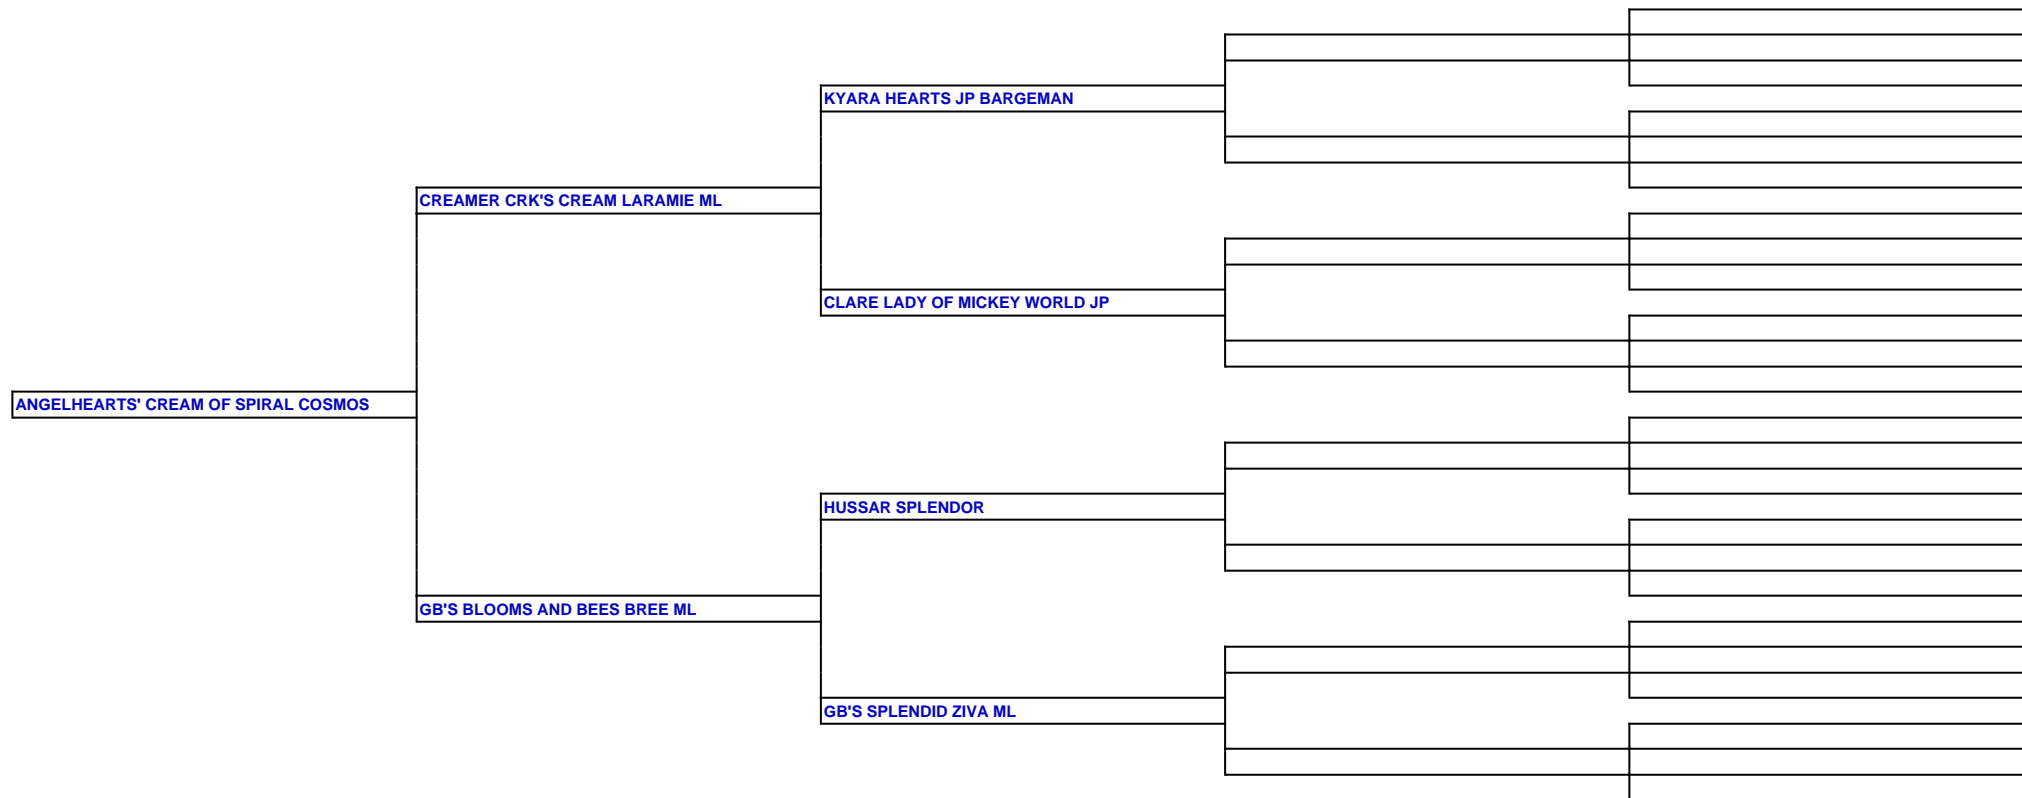 KYARA HEARTS JP BARGEMAN
CREAMER CRK'S CREAM LARAMIE ML
CLARE LADY OF MICKEY WORLD JP
ANGELHEARTS' CREAM OF SPIRAL COSMOS
HUSSAR SPLENDOR
GB'S BLOOMS AND BEES BREE ML
GB'S SPLENDID ZIVA ML